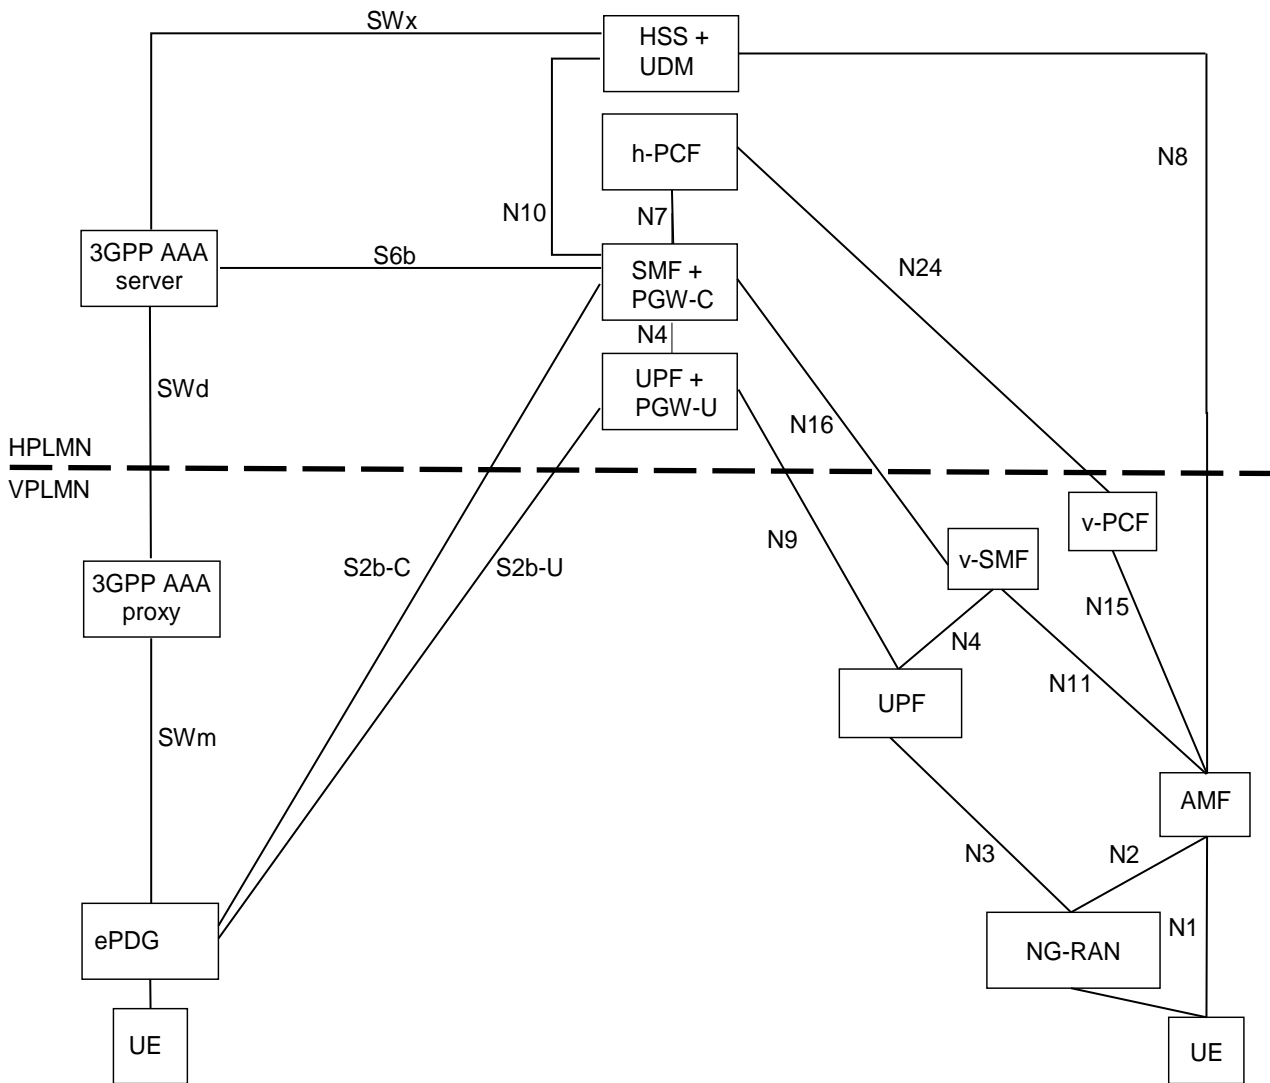 SWx
HSS +
UDM
h-PCF
N8
N10
N7
3GPP AAA
server
S6b
SMF +
PGW-C
N24
N4
SWd
UPF +
PGW-U
N16
HPLMN
VPLMN
v-PCF
N9
v-SMF
S2b-C
S2b-U
3GPP AAA
proxy
N15
N4
N11
UPF
SWm
AMF
N3
N2
N1
ePDG
NG-RAN
UE
UE